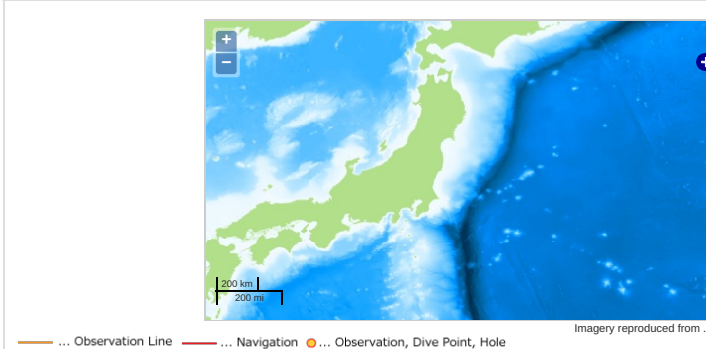 +
−
200 km
200 mi
Imagery reproduced from .
... Observation Line ... Navigation ... Observation, Dive Point, Hole